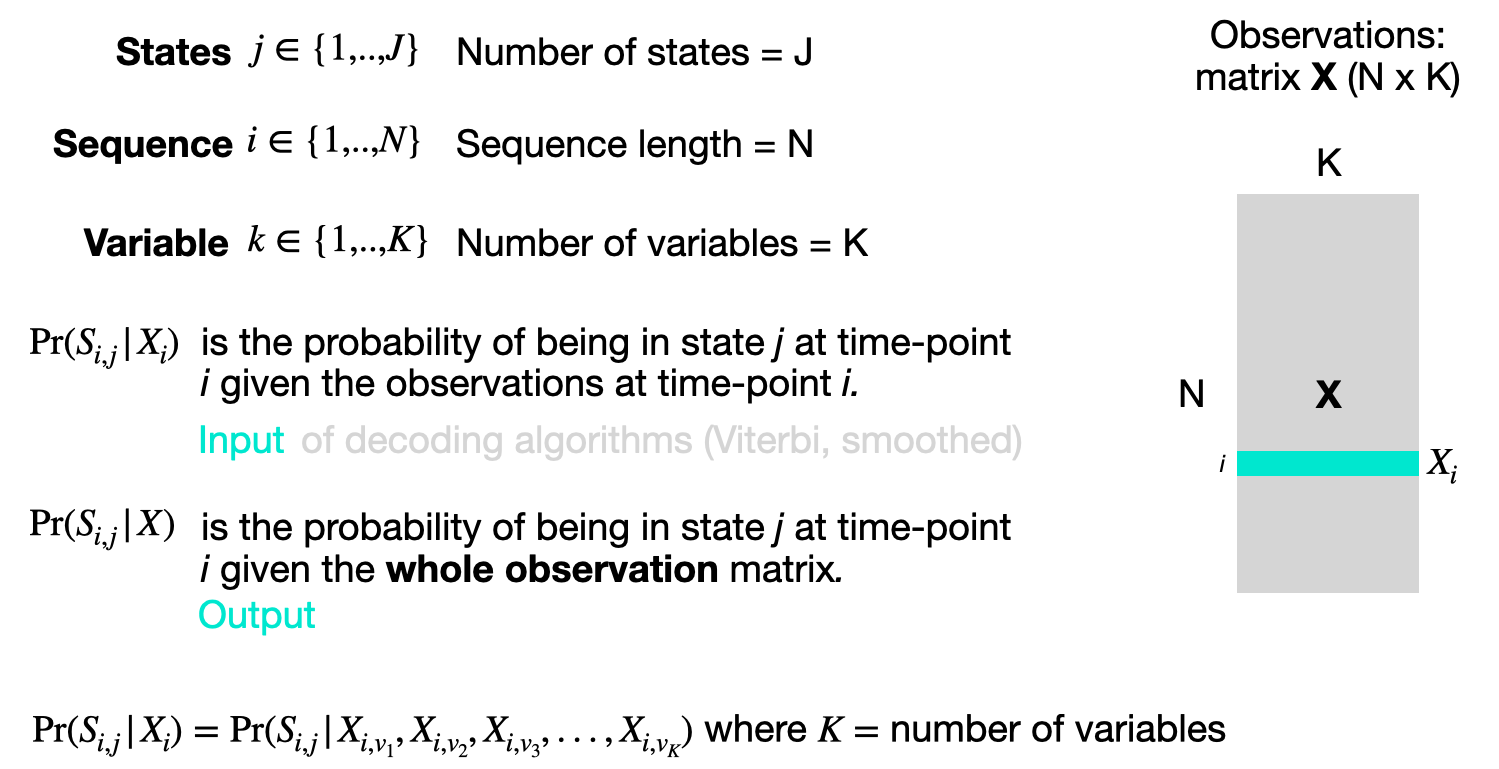 States j ∈ {1,..,J} Number of states = J
Observations:
matrix X (N x K)
Sequence i ∈ {1,..,N} Sequence length = N
K
Variable k ∈ {1,..,K} Number of variables = K
Pr(S_{i,j}|X_i) is the probability of being in state j at time-point
i given the observations at time-point i.
N
X
Input of decoding algorithms (Viterbi, smoothed)
i
X_i
Pr(S_{i,j}|X) is the probability of being in state j at time-point
i given the whole observation matrix.
Output
Pr(S_{i,j}|X_i) = Pr(S_{i,j}|X_{i,v_1}, X_{i,v_2}, X_{i,v_3}, . . . , X_{i,v_K}) where K = number of variables